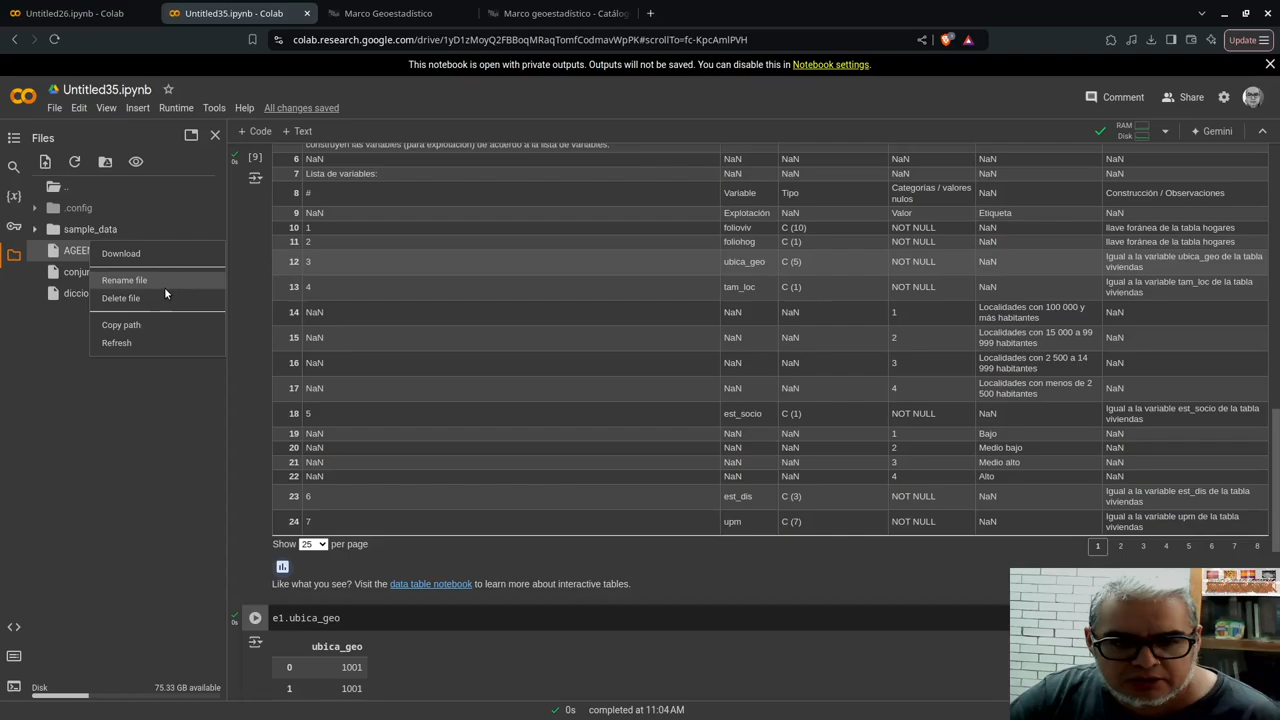 Untitled26.ipynb - Colab
Untitled35.ipynb - Colab
Marco Geoestadístico
Marco geoestadístico - Catálog
colab.research.google.com/drive/1yD1zMoyQ2FBBoqMRaqTomfCodmavWpPK#scrollTo=fc-KpcAmlPVH
Update
This notebook is open with private outputs. Outputs will not be saved. You can disable this in Notebook settings.
Untitled35.ipynb
File Edit View Insert Runtime Tools Help All changes saved
Comment
Share
Files
+ Code + Text
RAM
Disk
Gemini
..
.config
sample_data
AGEEM
conjun
diccio
Download
Rename file
Delete file
Copy path
Refresh
Disk
75.33 GB available
0s
[9]
construyen las variables (para explotación) de acuerdo a la lista de variables.
6 NaN NaN NaN NaN NaN NaN
7 Lista de variables: NaN NaN NaN NaN NaN
8 # Variable Tipo Categorias / valores nulos NaN Construcción / Observaciones
9 NaN Explotación NaN Valor Etiqueta NaN
10 1 folioviv C (10) NOT NULL NaN llave foránea de la tabla hogares
11 2 foliohog C (1) NOT NULL NaN llave foránea de la tabla hogares
12 3 ubica_geo C (5) NOT NULL NaN Igual a la variable ubica_geo de la tabla viviendas
13 4 tam_loc C (1) NOT NULL NaN Igual a la variable tam_loc de la tabla viviendas
14 NaN NaN NaN 1 Localidades con 100 000 y más habitantes NaN
15 NaN NaN NaN 2 Localidades con 15 000 a 99 999 habitantes NaN
16 NaN NaN NaN 3 Localidades con 2 500 a 14 999 habitantes NaN
17 NaN NaN NaN 4 Localidades con menos de 2 500 habitantes NaN
18 5 est_socio C (1) NOT NULL NaN Igual a la variable est_socio de la tabla viviendas
19 NaN NaN NaN 1 Bajo NaN
20 NaN NaN NaN 2 Medio bajo NaN
21 NaN NaN NaN 3 Medio alto NaN
22 NaN NaN NaN 4 Alto NaN
23 6 est_dis C (3) NOT NULL NaN Igual a la variable est_dis de la tabla viviendas
24 7 upm C (7) NOT NULL NaN Igual a la variable upm de la tabla viviendas
Show 25 per page
1 2 3 4 5 6 7 8
Like what you see? Visit the data table notebook to learn more about interactive tables.
0s
e1.ubica_geo
ubica_geo
0 1001
1 1001
0s completed at 11:04 AM